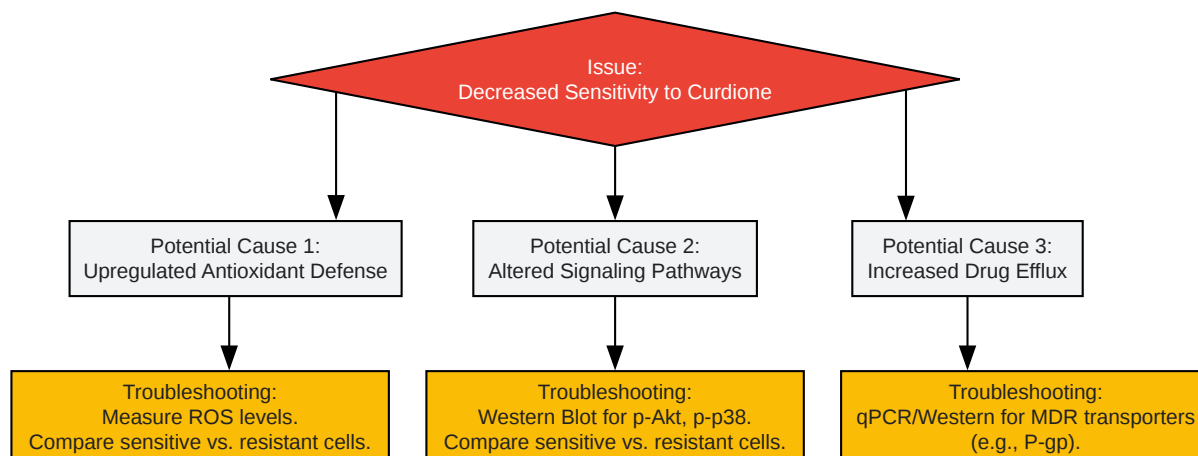 Issue:
Decreased Sensitivity to Curdione
Potential Cause 1:
Upregulated Antioxidant Defense
Potential Cause 2:
Altered Signaling Pathways
Potential Cause 3:
Increased Drug Efflux
Troubleshooting:
Measure ROS levels.
Compare sensitive vs. resistant cells.
Troubleshooting:
Western Blot for p-Akt, p-p38.
Compare sensitive vs. resistant cells.
Troubleshooting:
qPCR/Western for MDR transporters
(e.g., P-gp).